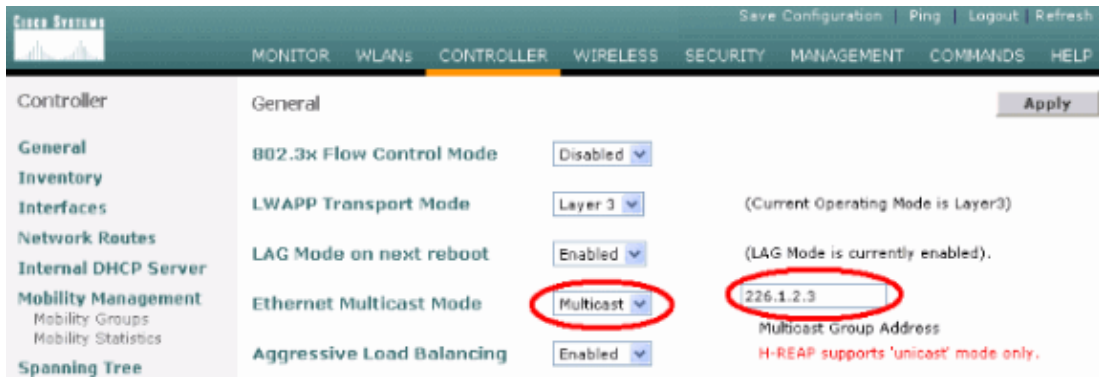 Cisco Systems
Save Configuration | Ping | Logout | Refresh
MONITOR WLANs CONTROLLER WIRELESS SECURITY MANAGEMENT COMMANDS HELP
Controller
General
Inventory
Interfaces
Network Routes
Internal DHCP Server
Mobility Management
Mobility Groups
Mobility Statistics
Spanning Tree
General
Apply
802.3x Flow Control Mode Disabled
LWAPP Transport Mode Layer 3 (Current Operating Mode is Layer3)
LAG Mode on next reboot Enabled (LAG Mode is currently enabled).
Ethernet Multicast Mode Multicast 226.1.2.3
Multicast Group Address
Aggressive Load Balancing Enabled H-REAP supports 'unicast' mode only.